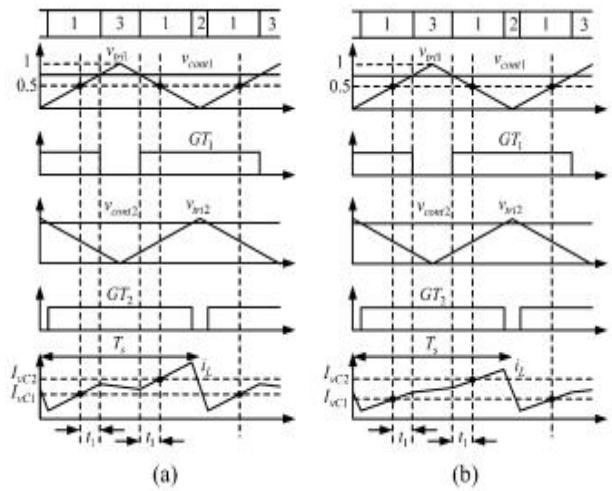 1 3 1 2 1 3
1
v_tri1
v_cont1
0.5
GT_1
v_cont2
v_tri2
GT_2
T_s
i_L
I_vC2
I_vC1
t_1
t_1
(a)
1 3 1 2 1 3
1
v_tri1
v_cont1
0.5
GT_1
v_cont2
v_tri2
GT_2
T_s
i_L
I_vC2
I_vC1
t_1
t_1
(b)